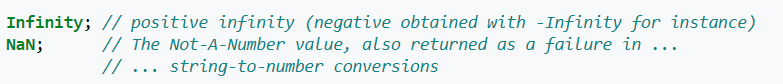 Infinity; // positive infinity (negative obtained with -Infinity for instance)
NaN;      // The Not-A-Number value, also returned as a failure in ...
          // ... string-to-number conversions